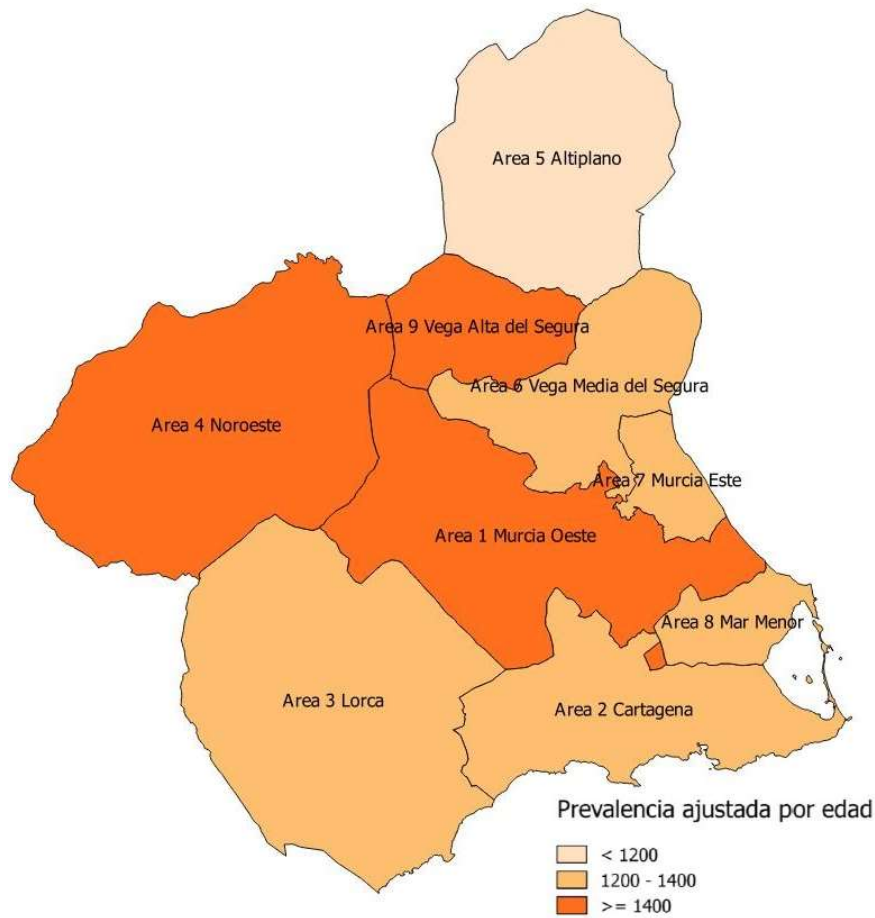 Area 5 Altiplano
Area 9 Vega Alta del Segura
Area 6 Vega Media del Segura
Area 4 Noroeste
Area 7 Murcia Este
Area 1 Murcia Oeste
Area 8 Mar Menor
Area 3 Lorca
Area 2 Cartagena
Prevalencia ajustada por edad
< 1200
1200 - 1400
>= 1400